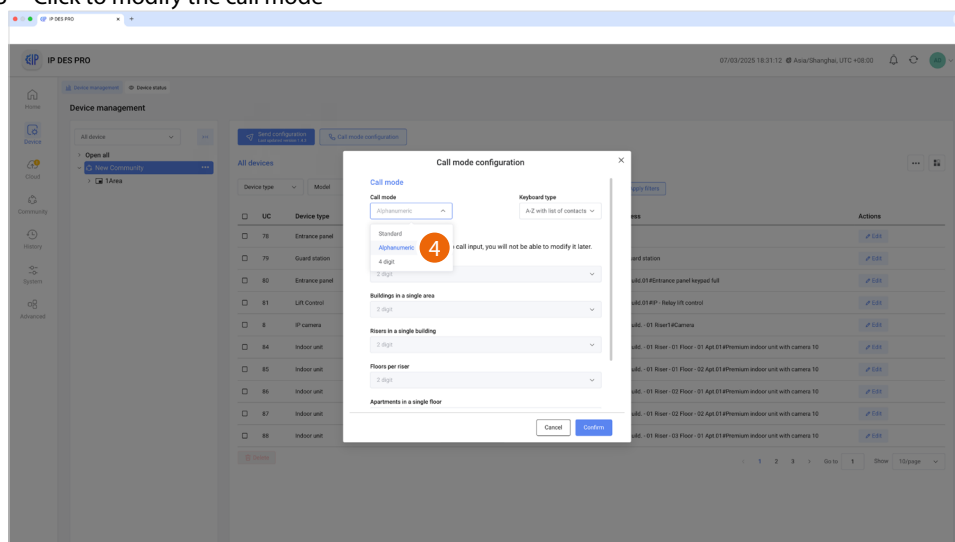 Click to modify the call mode
IP DES PRO
IP DES PRO
07/03/2025 18:31:12 Asia/Shanghai, UTC +08:00
Home
Device
Cloud
Community
History
System
Advanced
Device management
Device status
Device management
All device
Open all
New Community
1Area
Send configuration
Call mode configuration
All devices
Device type
Model
Apply filters
UC Device type
Actions
78 Entrance panel Edit
79 Guard station ard station Edit
80 Entrance panel uild.01#Entrance panel keypad full Edit
81 Lift Control uild.01#IP - Relay lift control Edit
8 IP camera uild. - 01 Riser1#Camera Edit
84 Indoor unit uild. - 01 Riser - 01 Floor - 01 Apt.01#Premium indoor unit with camera 10 Edit
85 Indoor unit uild. - 01 Riser - 01 Floor - 02 Apt.01#Premium indoor unit with camera 10 Edit
86 Indoor unit uild. - 01 Riser - 02 Floor - 02 Apt.01#Premium indoor unit with camera 10 Edit
87 Indoor unit uild. - 01 Riser - 02 Floor - 02 Apt.01#Premium indoor unit with camera 10 Edit
88 Indoor unit uild. - 01 Riser - 03 Floor - 01 Apt.01#Premium indoor unit with camera 10 Edit
1 2 3 Go to 1 Show 10/page
Call mode configuration
Call mode
Call mode
Keyboard type
Alphanumeric
A-Z with list of contacts
Standard
Alphanumeric
4
call input, you will not be able to modify it later.
4 digit
2 digit
Buildings in a single area
2 digit
Risers in a single building
2 digit
Floors per riser
2 digit
Apartments in a single floor
Cancel
Confirm